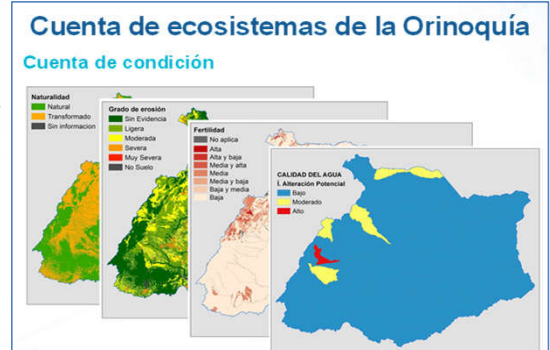 Cuenta de ecosistemas de la Orinoquía
Cuenta de condición
Naturalidad
Natural
Transformado
Sin informacion
Grado de erosión
Sin Evidencia
Ligera
Moderada
Severa
Muy Severa
No Suelo
Fertilidad
No aplica
Alta
Alta y baja
Media y alta
Media
Media y baja
Baja y media
Baja
CALIDAD DEL AGUA
Í. Alteración Potencial
Bajo
Moderado
Alto